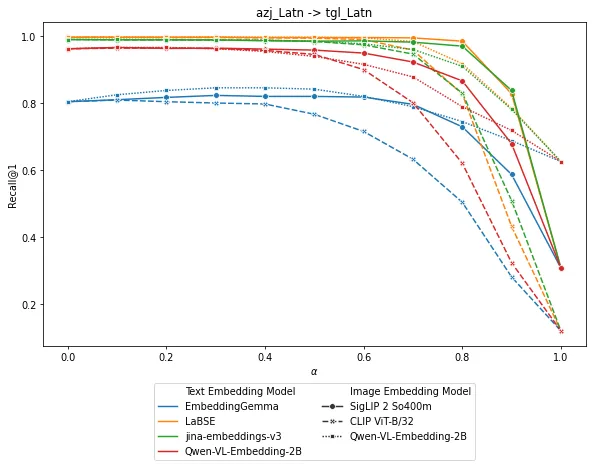 azj_Latn -> tgl_Latn
Recall@1
1.0
0.8
0.6
0.4
0.2
0.0 0.2 0.4 0.6 0.8 1.0
α
Text Embedding Model Image Embedding Model
EmbeddingGemma SigLIP 2 So400m
LaBSE CLIP ViT-B/32
jina-embeddings-v3 Qwen-VL-Embedding-2B
Qwen-VL-Embedding-2B